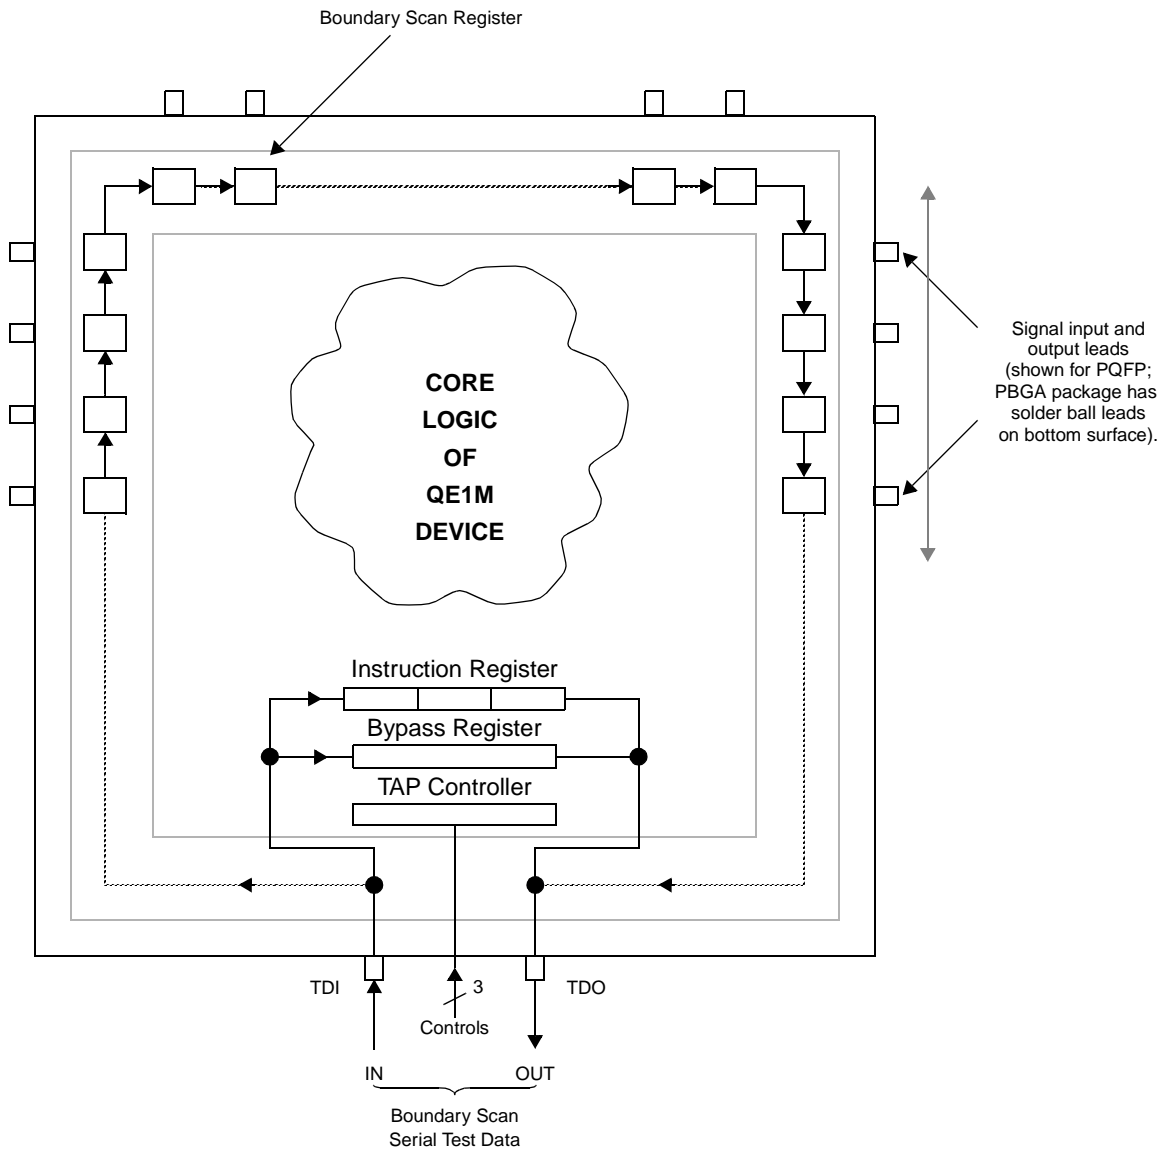 Boundary Scan Register
CORE
LOGIC
OF
QE1M
DEVICE
Signal input and
output leads
(shown for PQFP;
PBGA package has
solder ball leads
on bottom surface).
Instruction Register
Bypass Register
TAP Controller
TDI
3
TDO
Controls
IN
OUT
Boundary Scan
Serial Test Data